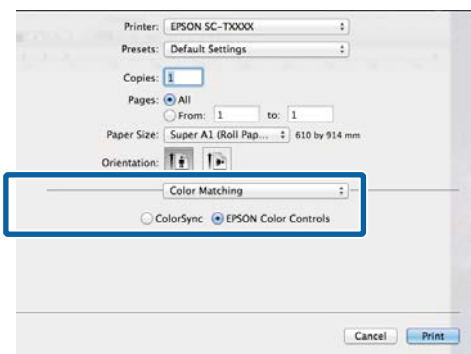 Printer: EPSON SC-TXXXX
Presets: Default Settings
Copies: 1
Pages: All
From: 1 to: 1
Paper Size: Super A1 (Roll Pap... 610 by 914 mm
Orientation:
Color Matching
ColorSync EPSON Color Controls
Cancel Print